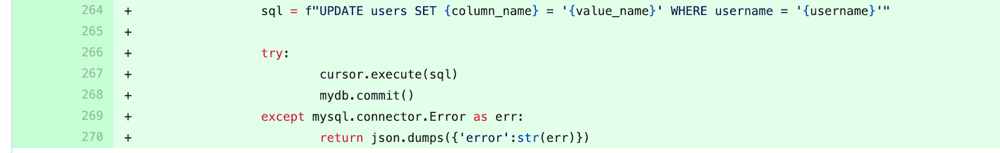 264 + sql = f"UPDATE users SET {column_name} = '{value_name}' WHERE username = '{username}'"
265 +
266 + try:
267 + cursor.execute(sql)
268 + mydb.commit()
269 + except mysql.connector.Error as err:
270 + return json.dumps({'error':str(err)})